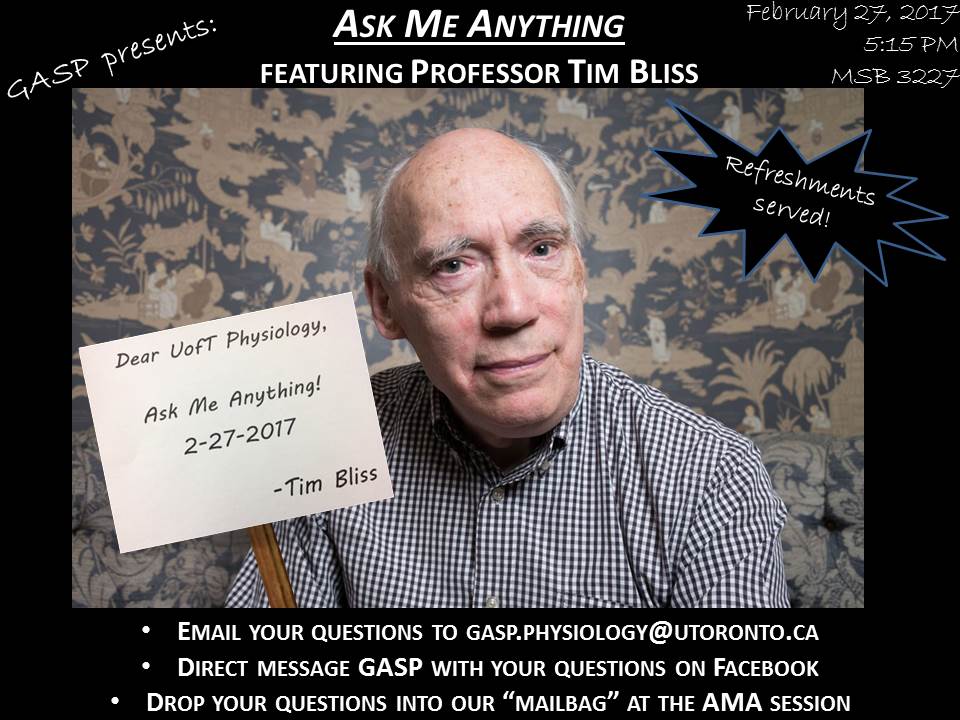 GASP presents:
ASK ME ANYTHING
FEATURING PROFESSOR TIM BLISS
February 27, 2017
5:15 PM
MSB 3227
Refreshments
served!
Dear UofT Physiology,
Ask Me Anything!
2-27-2017
-Tim Bliss
• EMAIL YOUR QUESTIONS TO GASP.PHYSIOLOGY@UTORONTO.CA
• DIRECT MESSAGE GASP WITH YOUR QUESTIONS ON FACEBOOK
• DROP YOUR QUESTIONS INTO OUR “MAILBAG” AT THE AMA SESSION